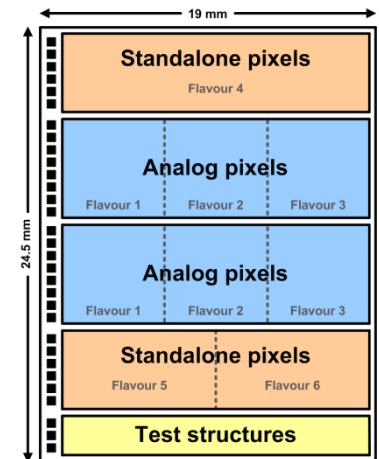 19 mm
24.5 mm
Standalone pixels
Flavour 4
Analog pixels
Flavour 1 Flavour 2 Flavour 3
Analog pixels
Flavour 1 Flavour 2 Flavour 3
Standalone pixels
Flavour 5 Flavour 6
Test structures